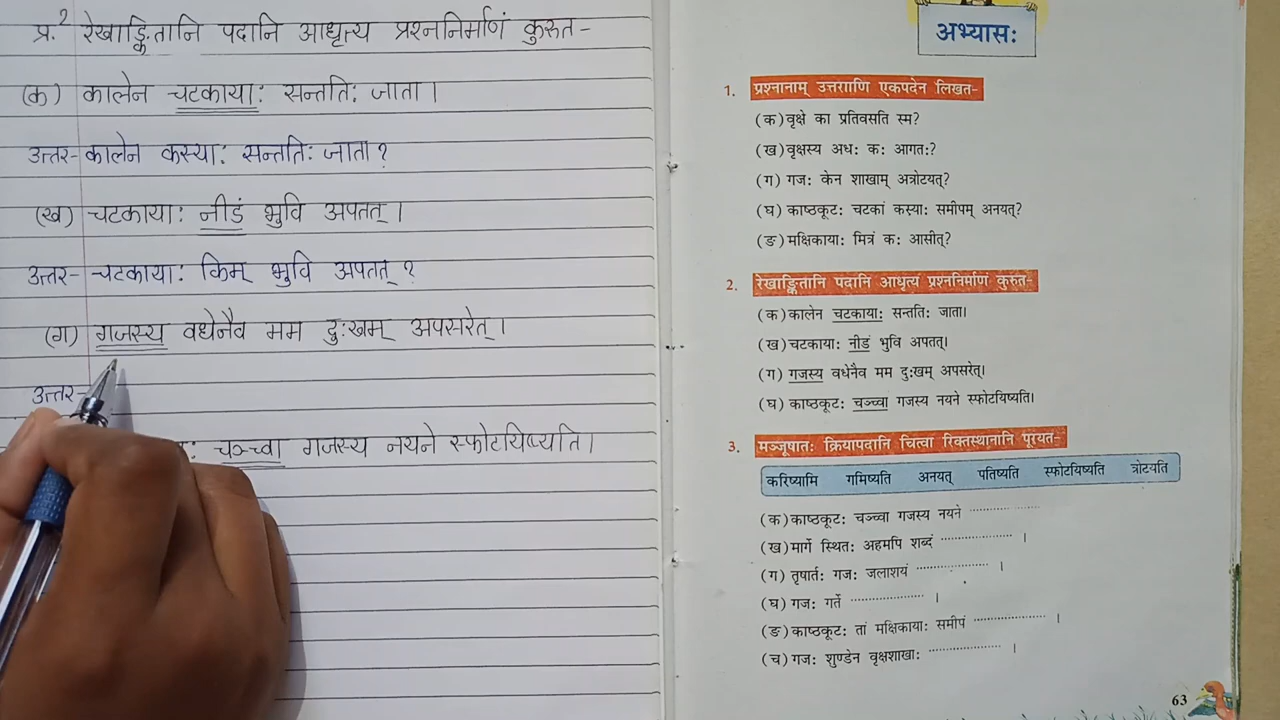 प्र.² रेखाङ्कितानि पदानि आधृत्य प्रश्ननिर्माणं कुरुत–
(क) कालेन चटकायाः सन्ततिः जाता।
उत्तर- कालेन कस्याः सन्ततिः जाता?
(ख) चटकायाः नीडं भुवि अपतत्।
उत्तर- चटकायाः किम् भुवि अपतत्?
(ग) गजस्य वधेनैव मम दुःखम् अपसरेत्।
उत्तर-
चञ्च्वा गजस्य नयने स्फोटयिष्यति।
अभ्यासः
1. प्रश्नानाम् उत्तराणि एकपदेन लिखत–
(क) वृक्षे का प्रतिवसति स्म?
(ख) वृक्षस्य अधः कः आगतः?
(ग) गजः केन शाखाम् अत्रोटयत्?
(घ) काष्ठकूटः चटकां कस्याः समीपम् अनयत्?
(ङ) मक्षिकायाः मित्रं कः आसीत्?
2. रेखाङ्कितानि पदानि आधृत्य प्रश्ननिर्माणं कुरुत–
(क) कालेन चटकायाः सन्ततिः जाता।
(ख) चटकायाः नीडं भुवि अपतत्।
(ग) गजस्य वधेनैव मम दुःखम् अपसरेत्।
(घ) काष्ठकूटः चञ्च्वा गजस्य नयने स्फोटयिष्यति।
3. मञ्जूषातः क्रियापदानि चित्वा रिक्तस्थानानि पूरयत–
करिष्यामि गमिष्यति अनयत् पतिष्यति स्फोटयिष्यति त्रोटयति
(क) काष्ठकूटः चञ्च्वा गजस्य नयने ..................
(ख) मार्गे स्थितः अहमपि शब्दं .................. ।
(ग) तृषार्तः गजः जलाशयं .................. ।
(घ) गजः गर्ते .................. ।
(ङ) काष्ठकूटः तां मक्षिकायाः समीपं .................. ।
(च) गजः शुण्डेन वृक्षशाखाः .................. ।
63